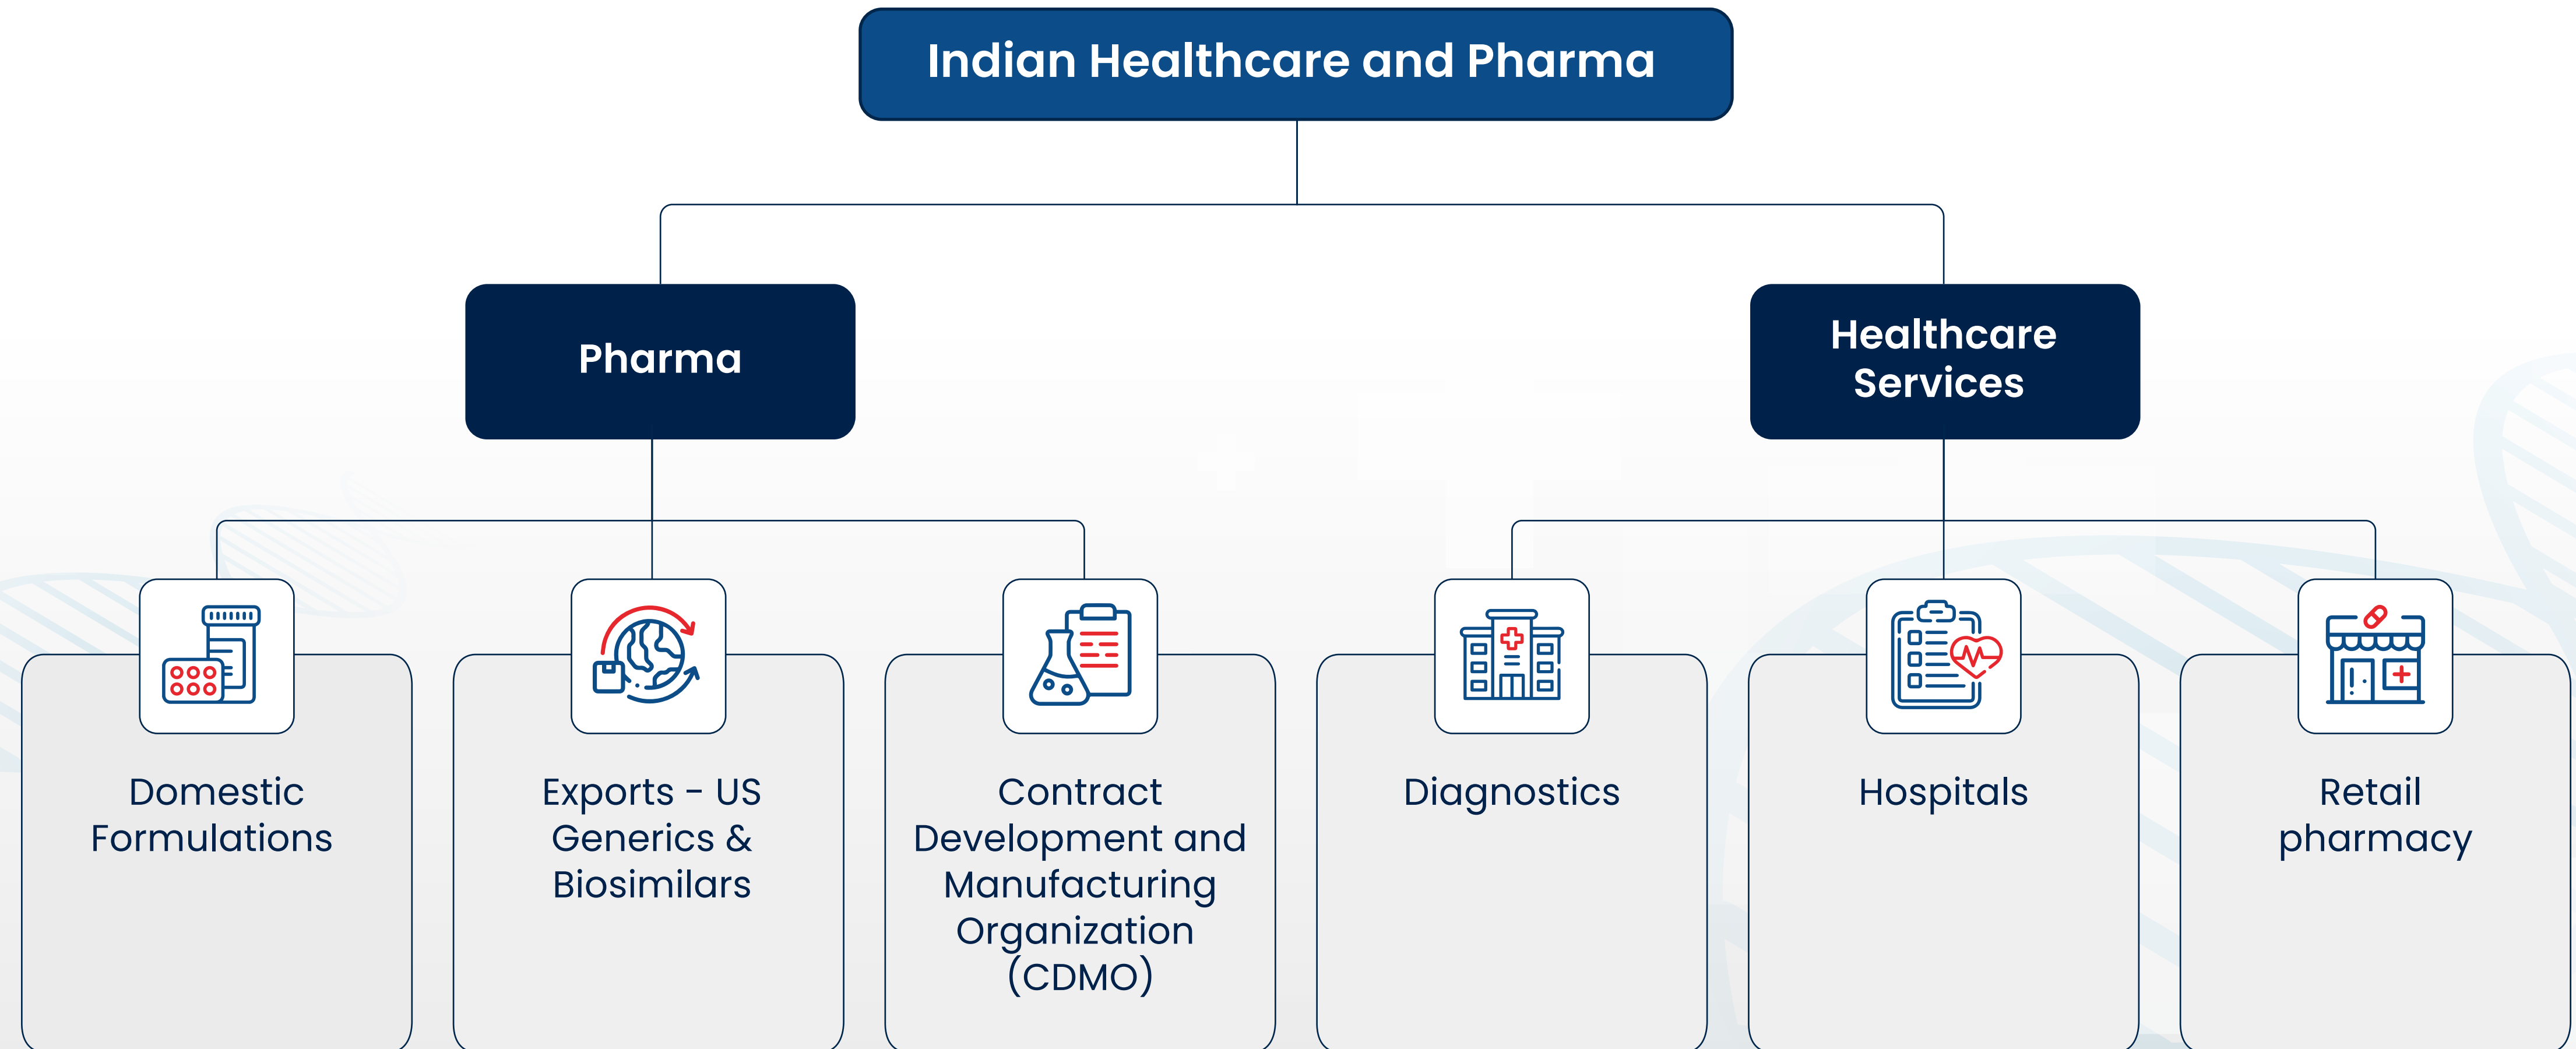 Indian Healthcare and Pharma
Pharma
Healthcare
Services
Domestic
Formulations
Exports - US
Generics &
Biosimilars
Contract
Development and
Manufacturing
Organization
(CDMO)
Diagnostics
Hospitals
Retail
pharmacy